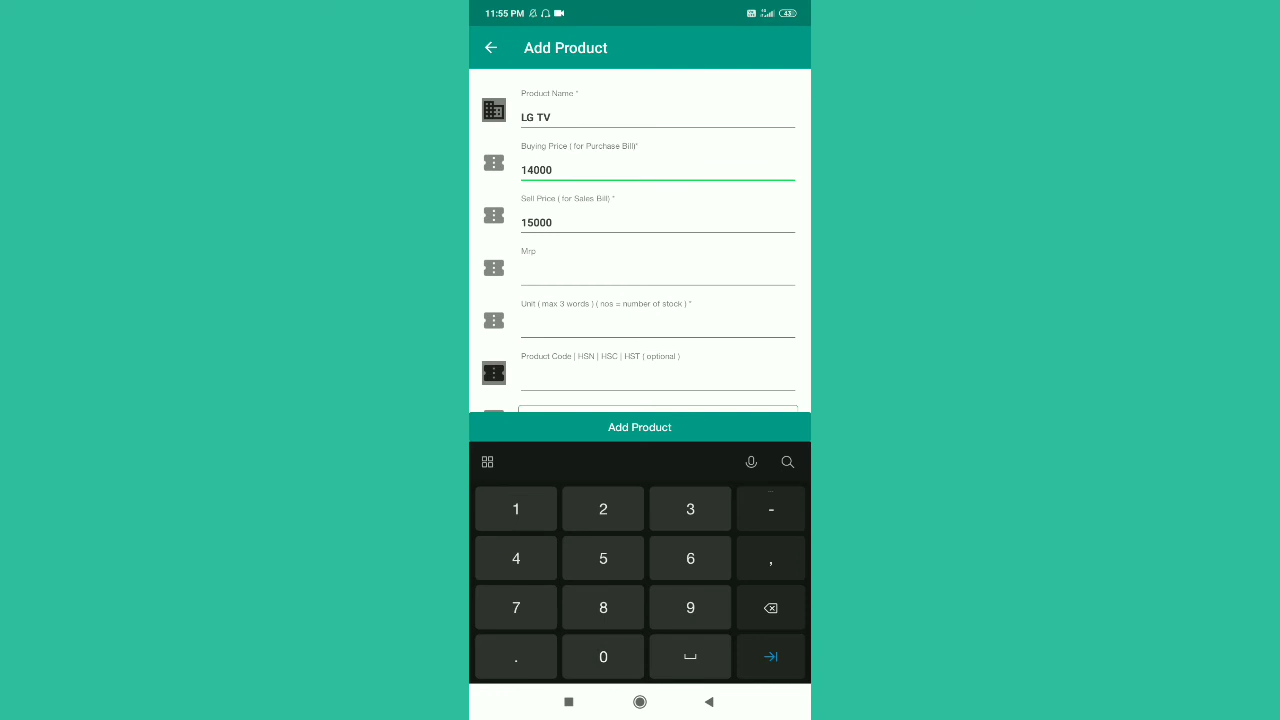 11:55 PM
43
Add Product
Product Name *
LG TV
Buying Price ( for Purchase Bill)*
14000
Sell Price ( for Sales Bill) *
15000
Mrp
Unit ( max 3 words ) ( nos = number of stock ) *
Product Code | HSN | HSC | HST ( optional )
Add Product
1 2 3 -
4 5 6 ,
7 8 9
. 0